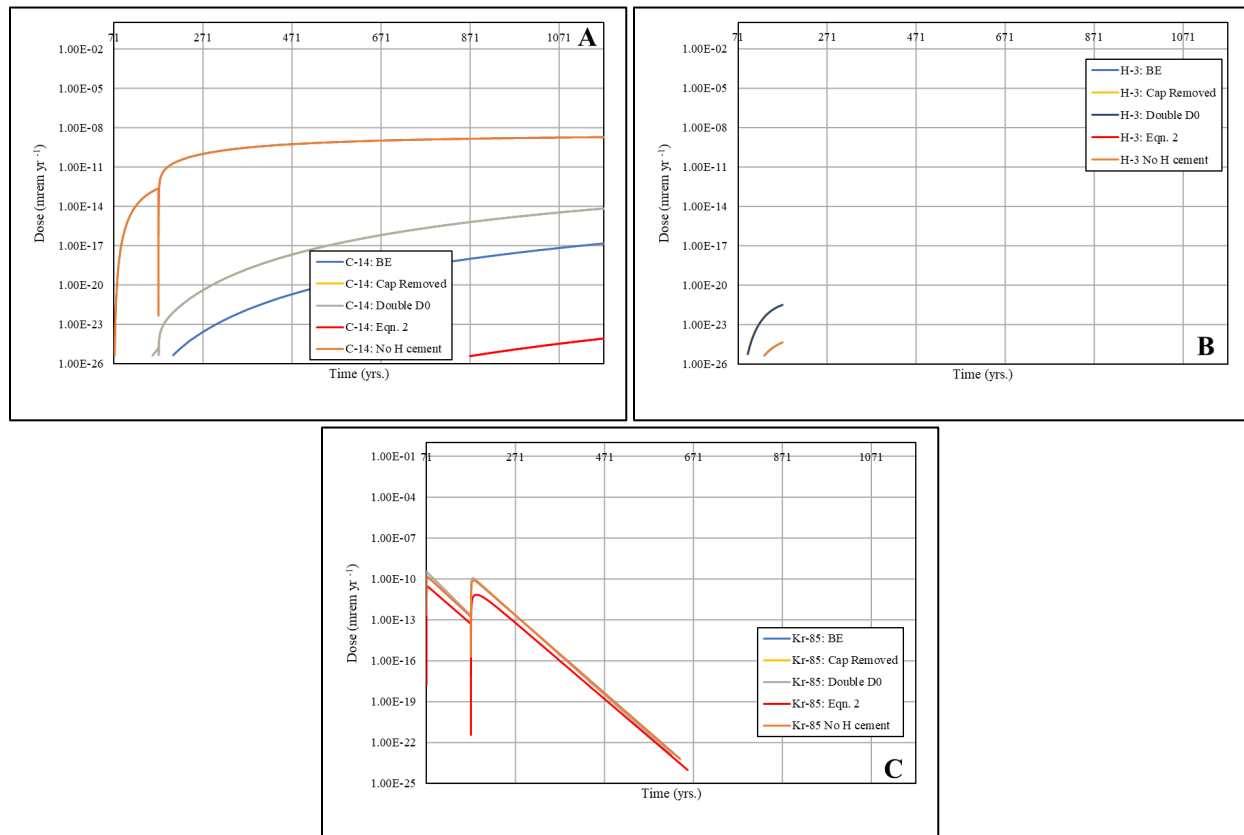 71 271 471 671 871 1071
A
1.00E-02
1.00E-05
1.00E-08
1.00E-11
1.00E-14
1.00E-17
1.00E-20
1.00E-23
1.00E-26
Dose (mrem yr -1)
C-14: BE
C-14: Cap Removed
C-14: Double D0
C-14: Eqn. 2
C-14: No H cement
Time (yrs.)
71 271 471 671 871 1071
1.00E-02
1.00E-05
1.00E-08
1.00E-11
1.00E-14
1.00E-17
1.00E-20
1.00E-23
1.00E-26
Dose (mrem yr -1)
H-3: BE
H-3: Cap Removed
H-3: Double D0
H-3: Eqn. 2
H-3 No H cement
B
Time (yrs.)
71 271 471 671 871 1071
1.00E-01
1.00E-04
1.00E-07
1.00E-10
1.00E-13
1.00E-16
1.00E-19
1.00E-22
1.00E-25
Dose (mrem yr -1)
Kr-85: BE
Kr-85: Cap Removed
Kr-85: Double D0
Kr-85: Eqn. 2
Kr-85 No H cement
C
Time (yrs.)